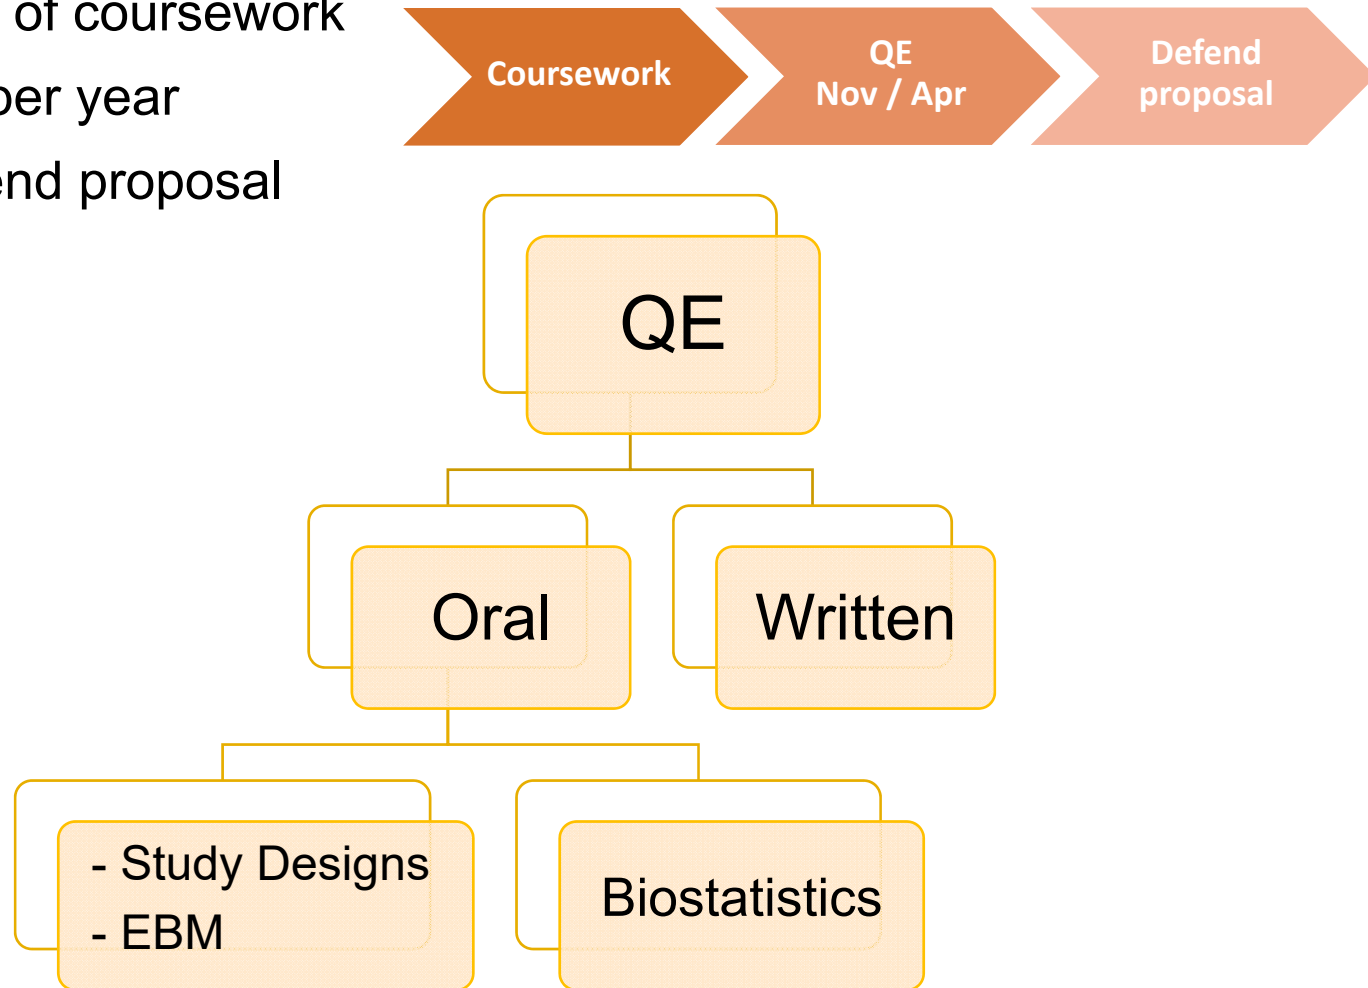 of coursework
per year
end proposal
Coursework
QE
Nov / Apr
Defend
proposal
QE
Oral
Written
- Study Designs
- EBM
Biostatistics